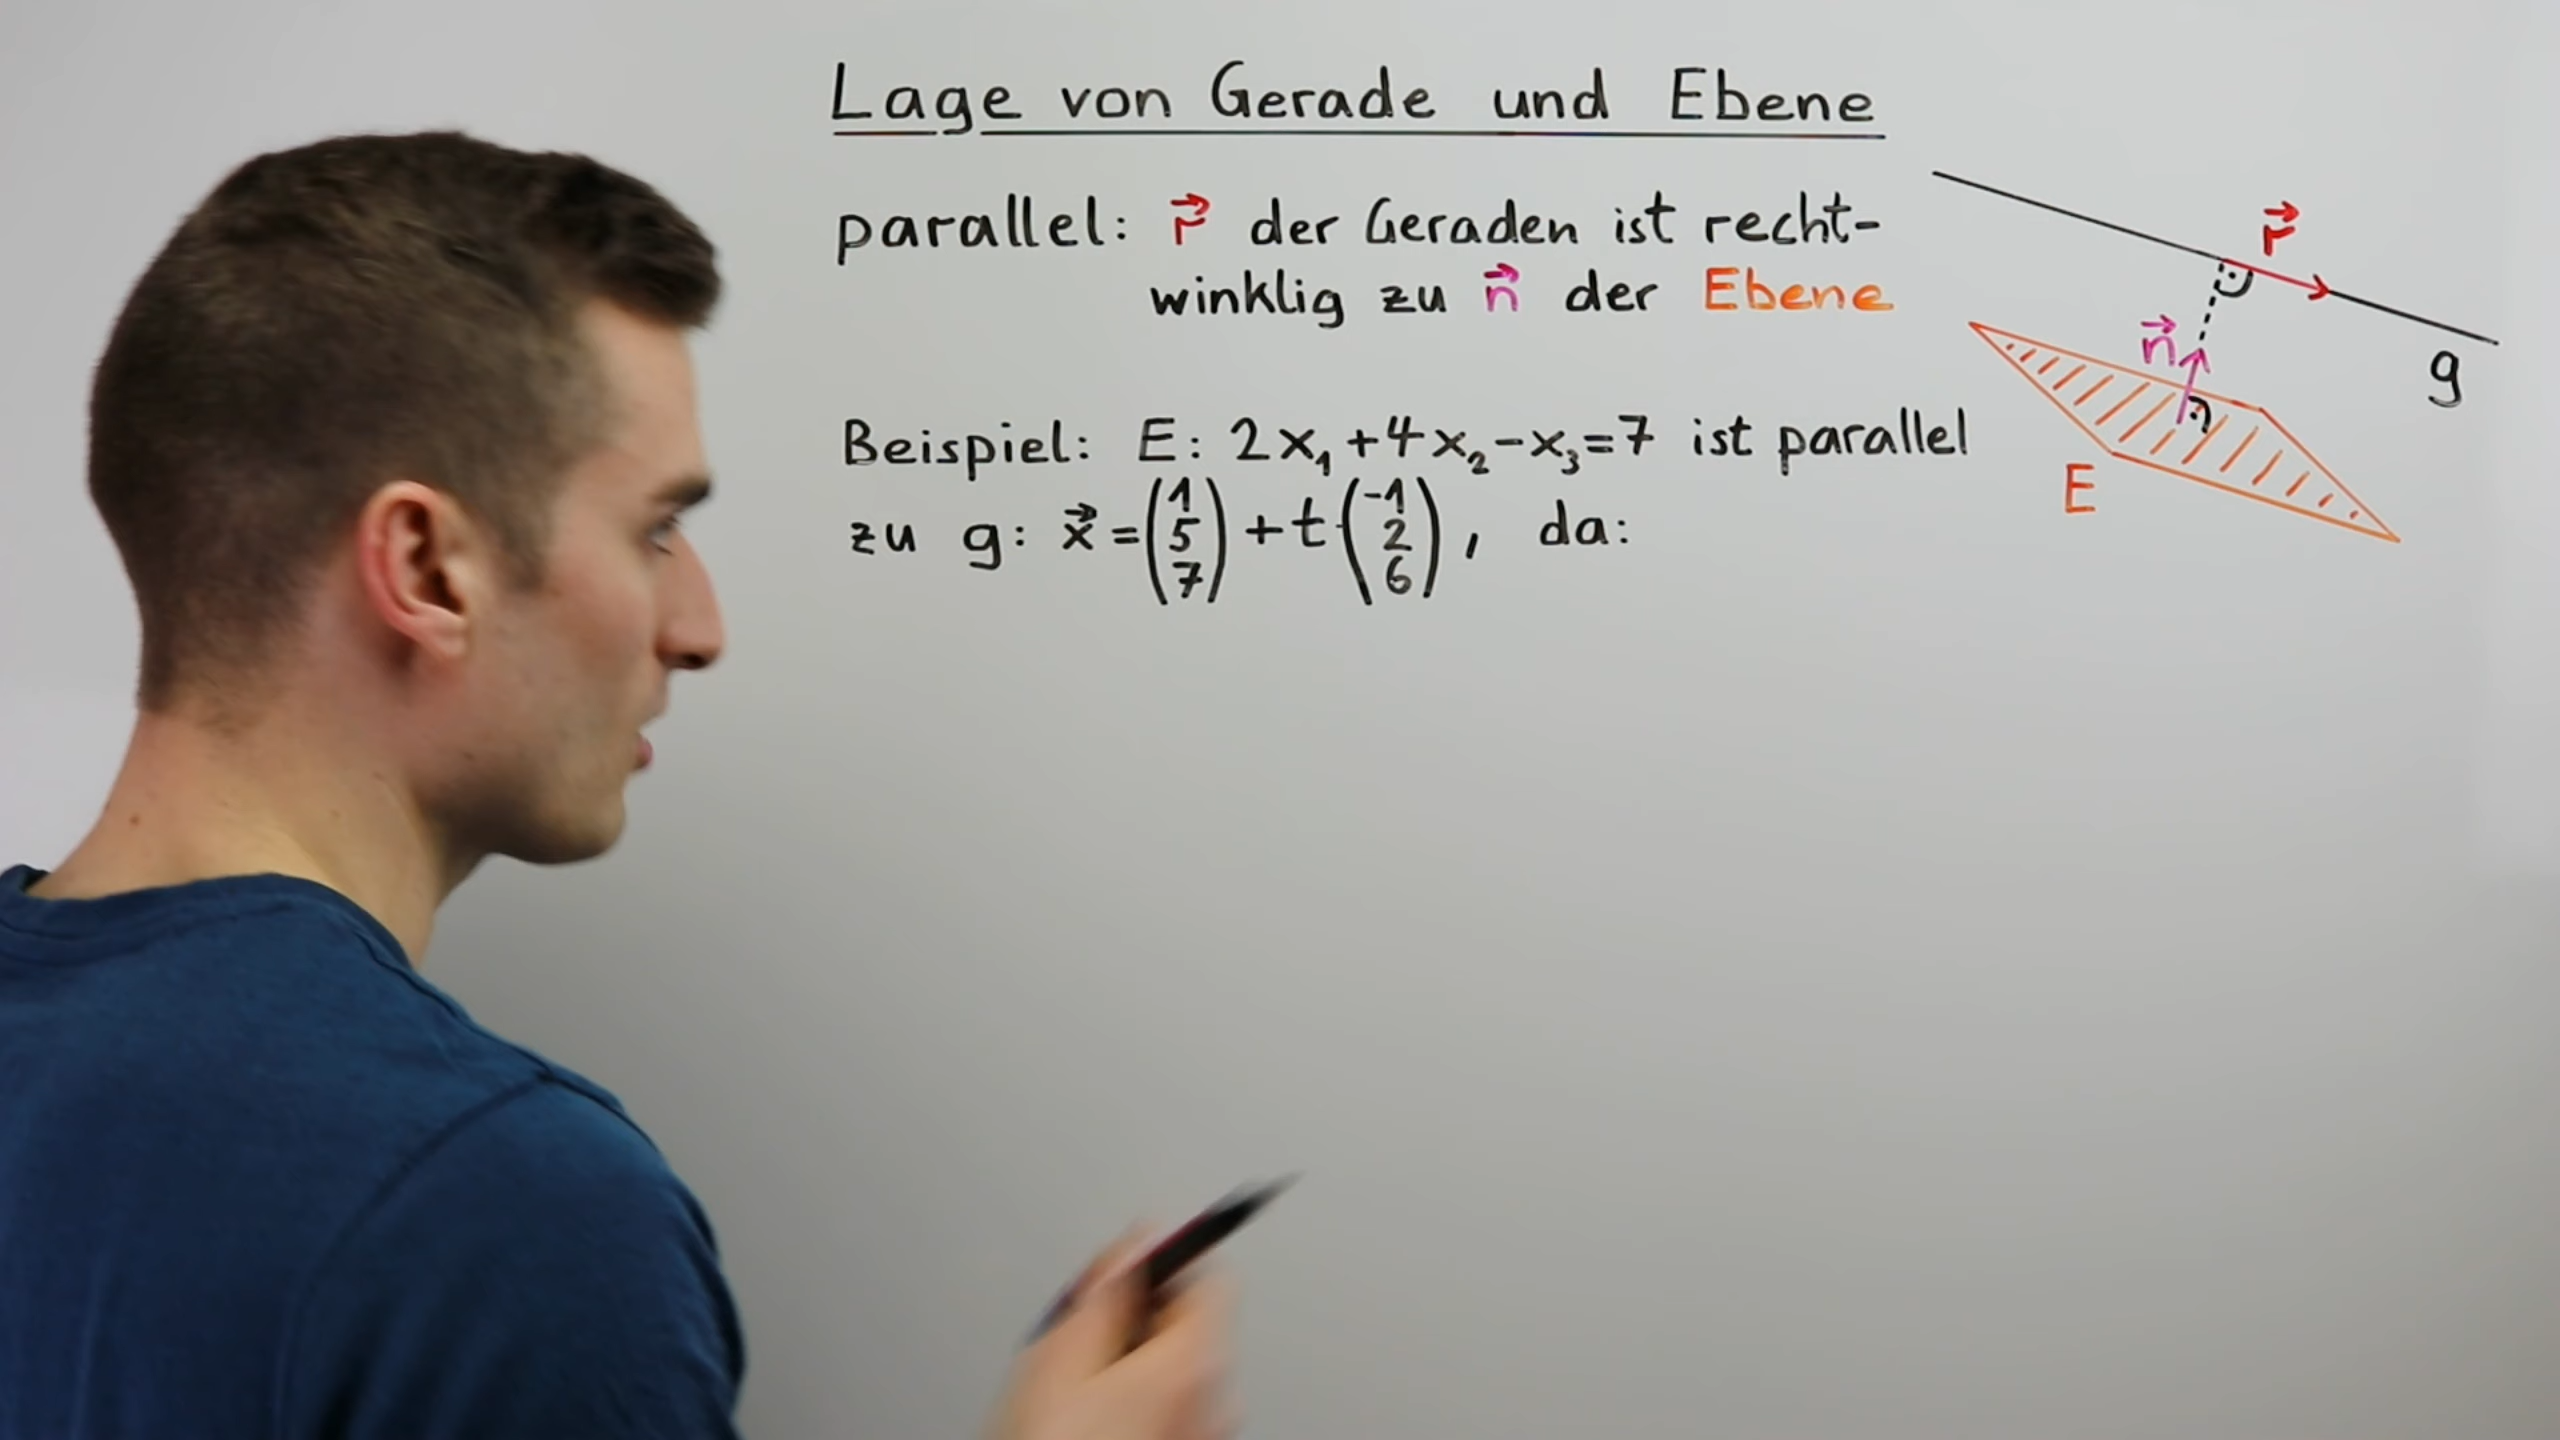 Lage von Gerade und Ebene
parallel: r⃗ der Geraden ist recht-
winklig zu n⃗ der Ebene
r⃗
n⃗
g
E
Beispiel: E: 2x₁+4x₂-x₃=7 ist parallel
zu g: x⃗=(1 5 7)+t·(-1 2 6), da: